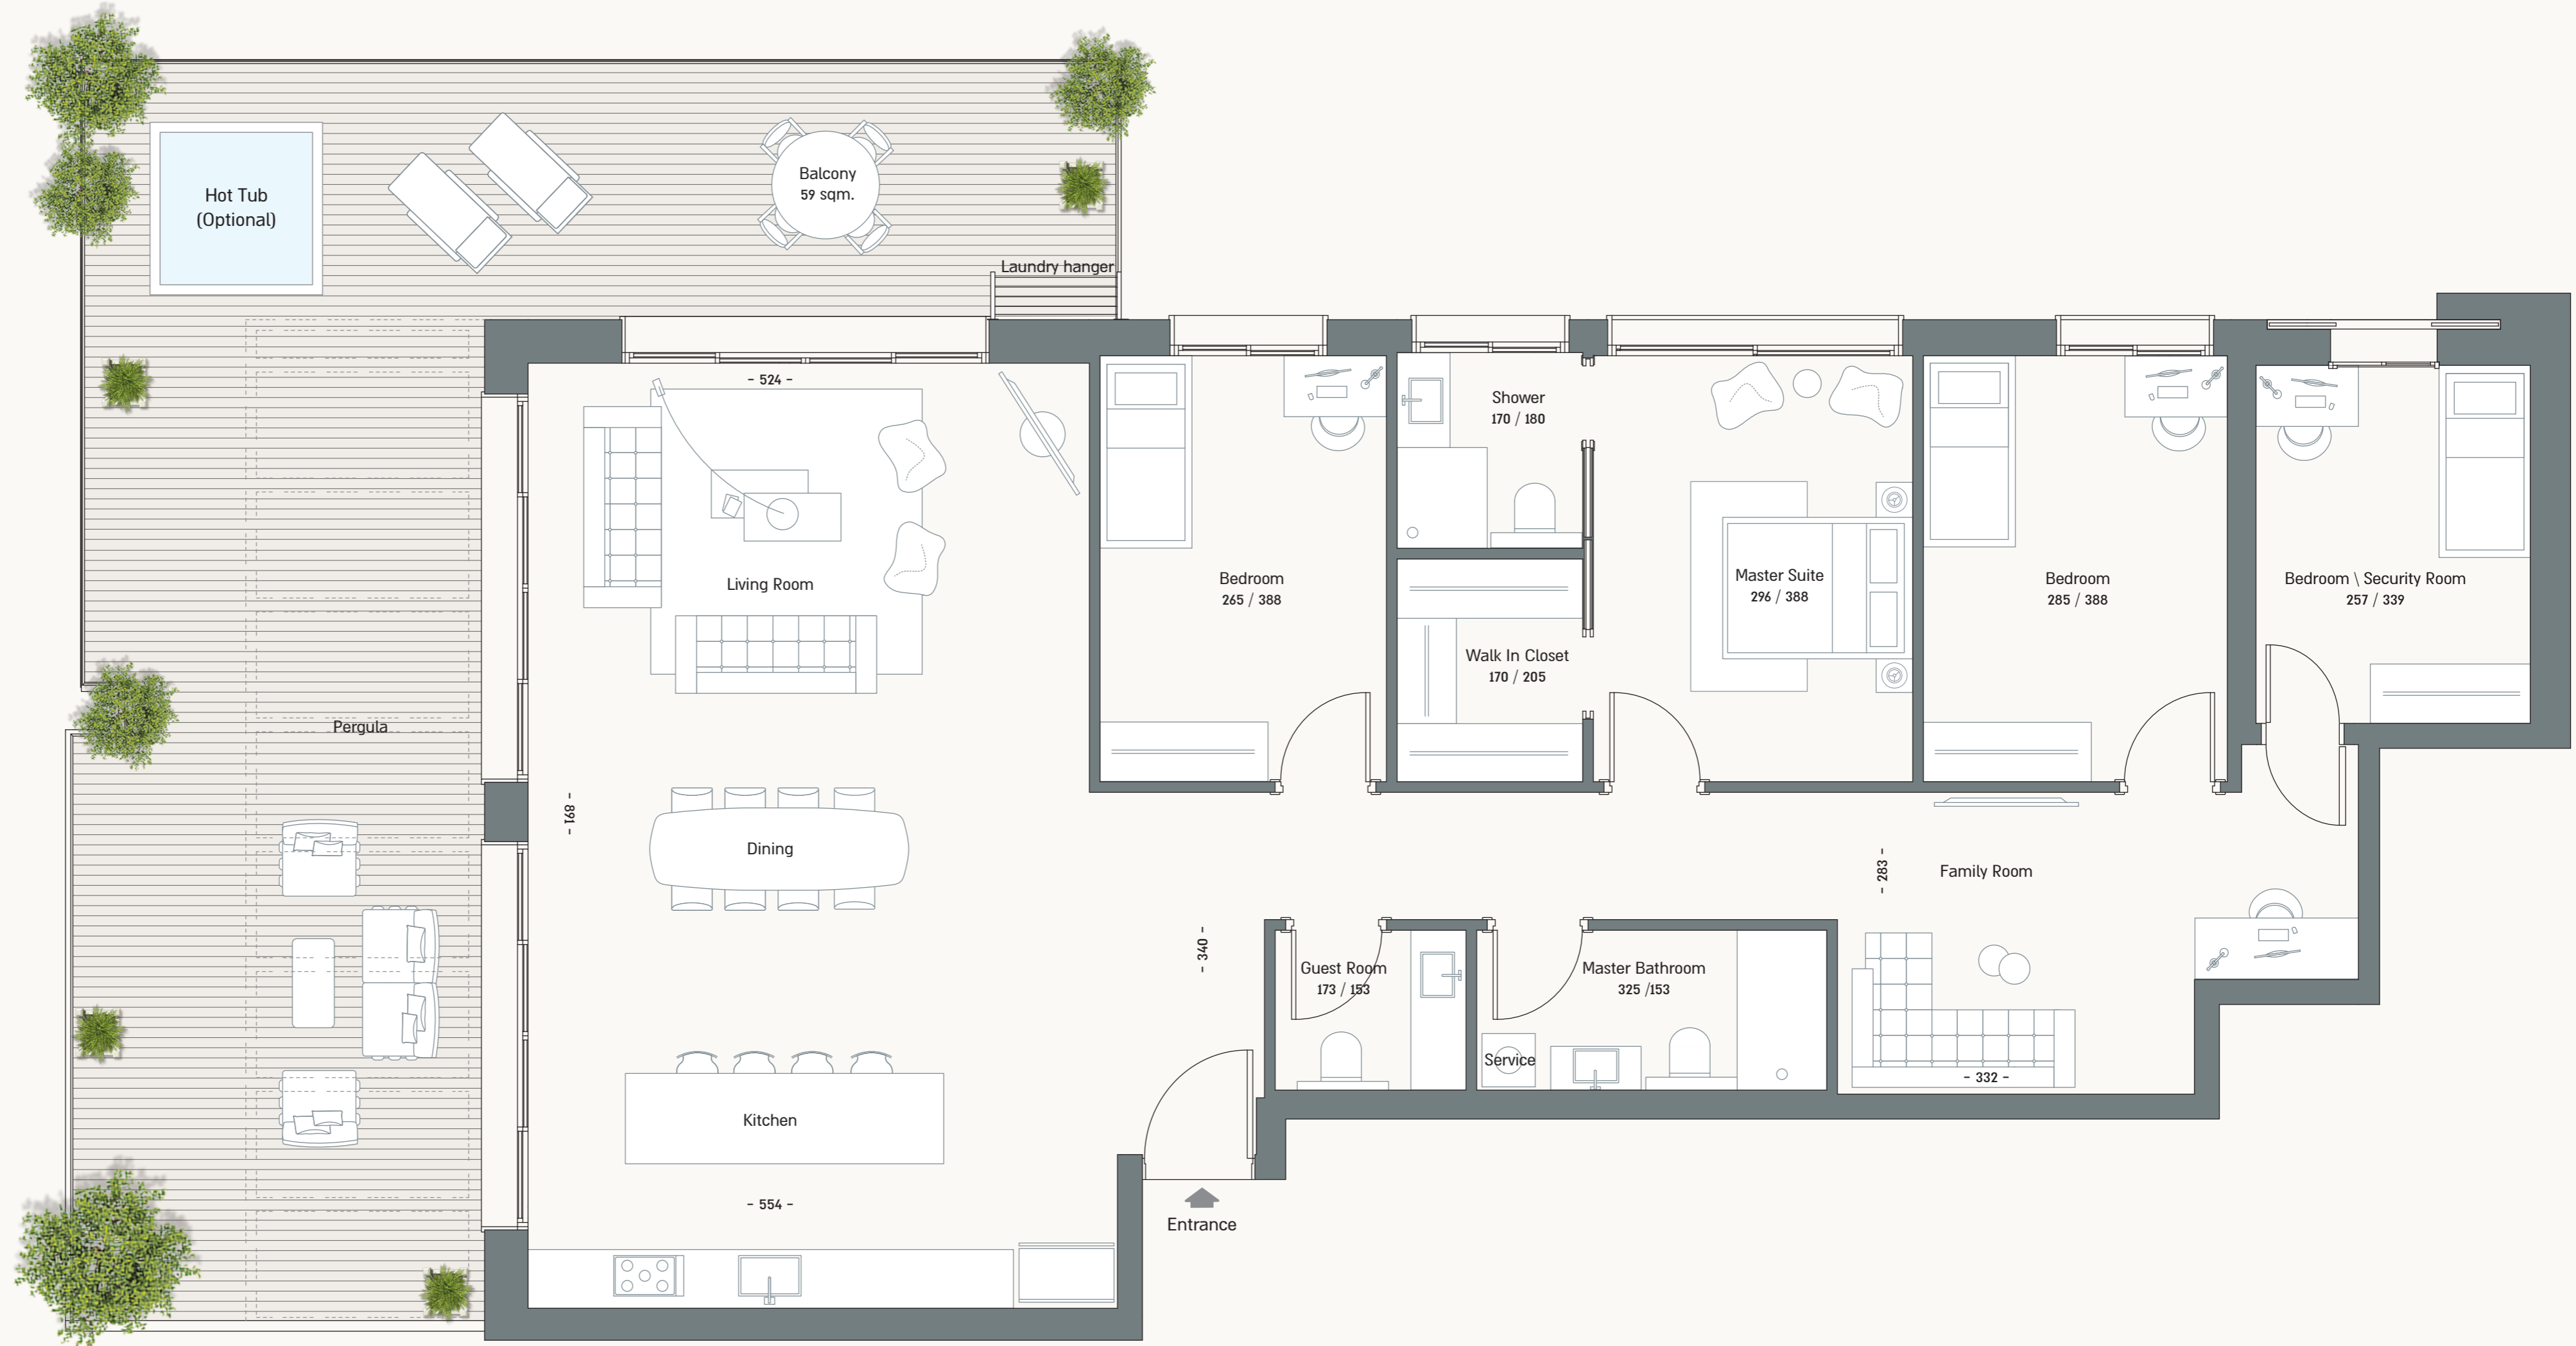 Hot Tub
(Optional)
Balcony
59 sqm.
Laundry hanger
- 524 -
Living Room
Pergula
- 891 -
Dining
Kitchen
- 554 -
Bedroom
265 / 388
Shower
170 / 180
Walk In Closet
170 / 205
Master Suite
296 / 388
Bedroom
285 / 388
Bedroom \ Security Room
257 / 339
- 340 -
Guest Room
173 / 153
Master Bathroom
325 /153
Service
- 283 -
Family Room
- 332 -
Entrance